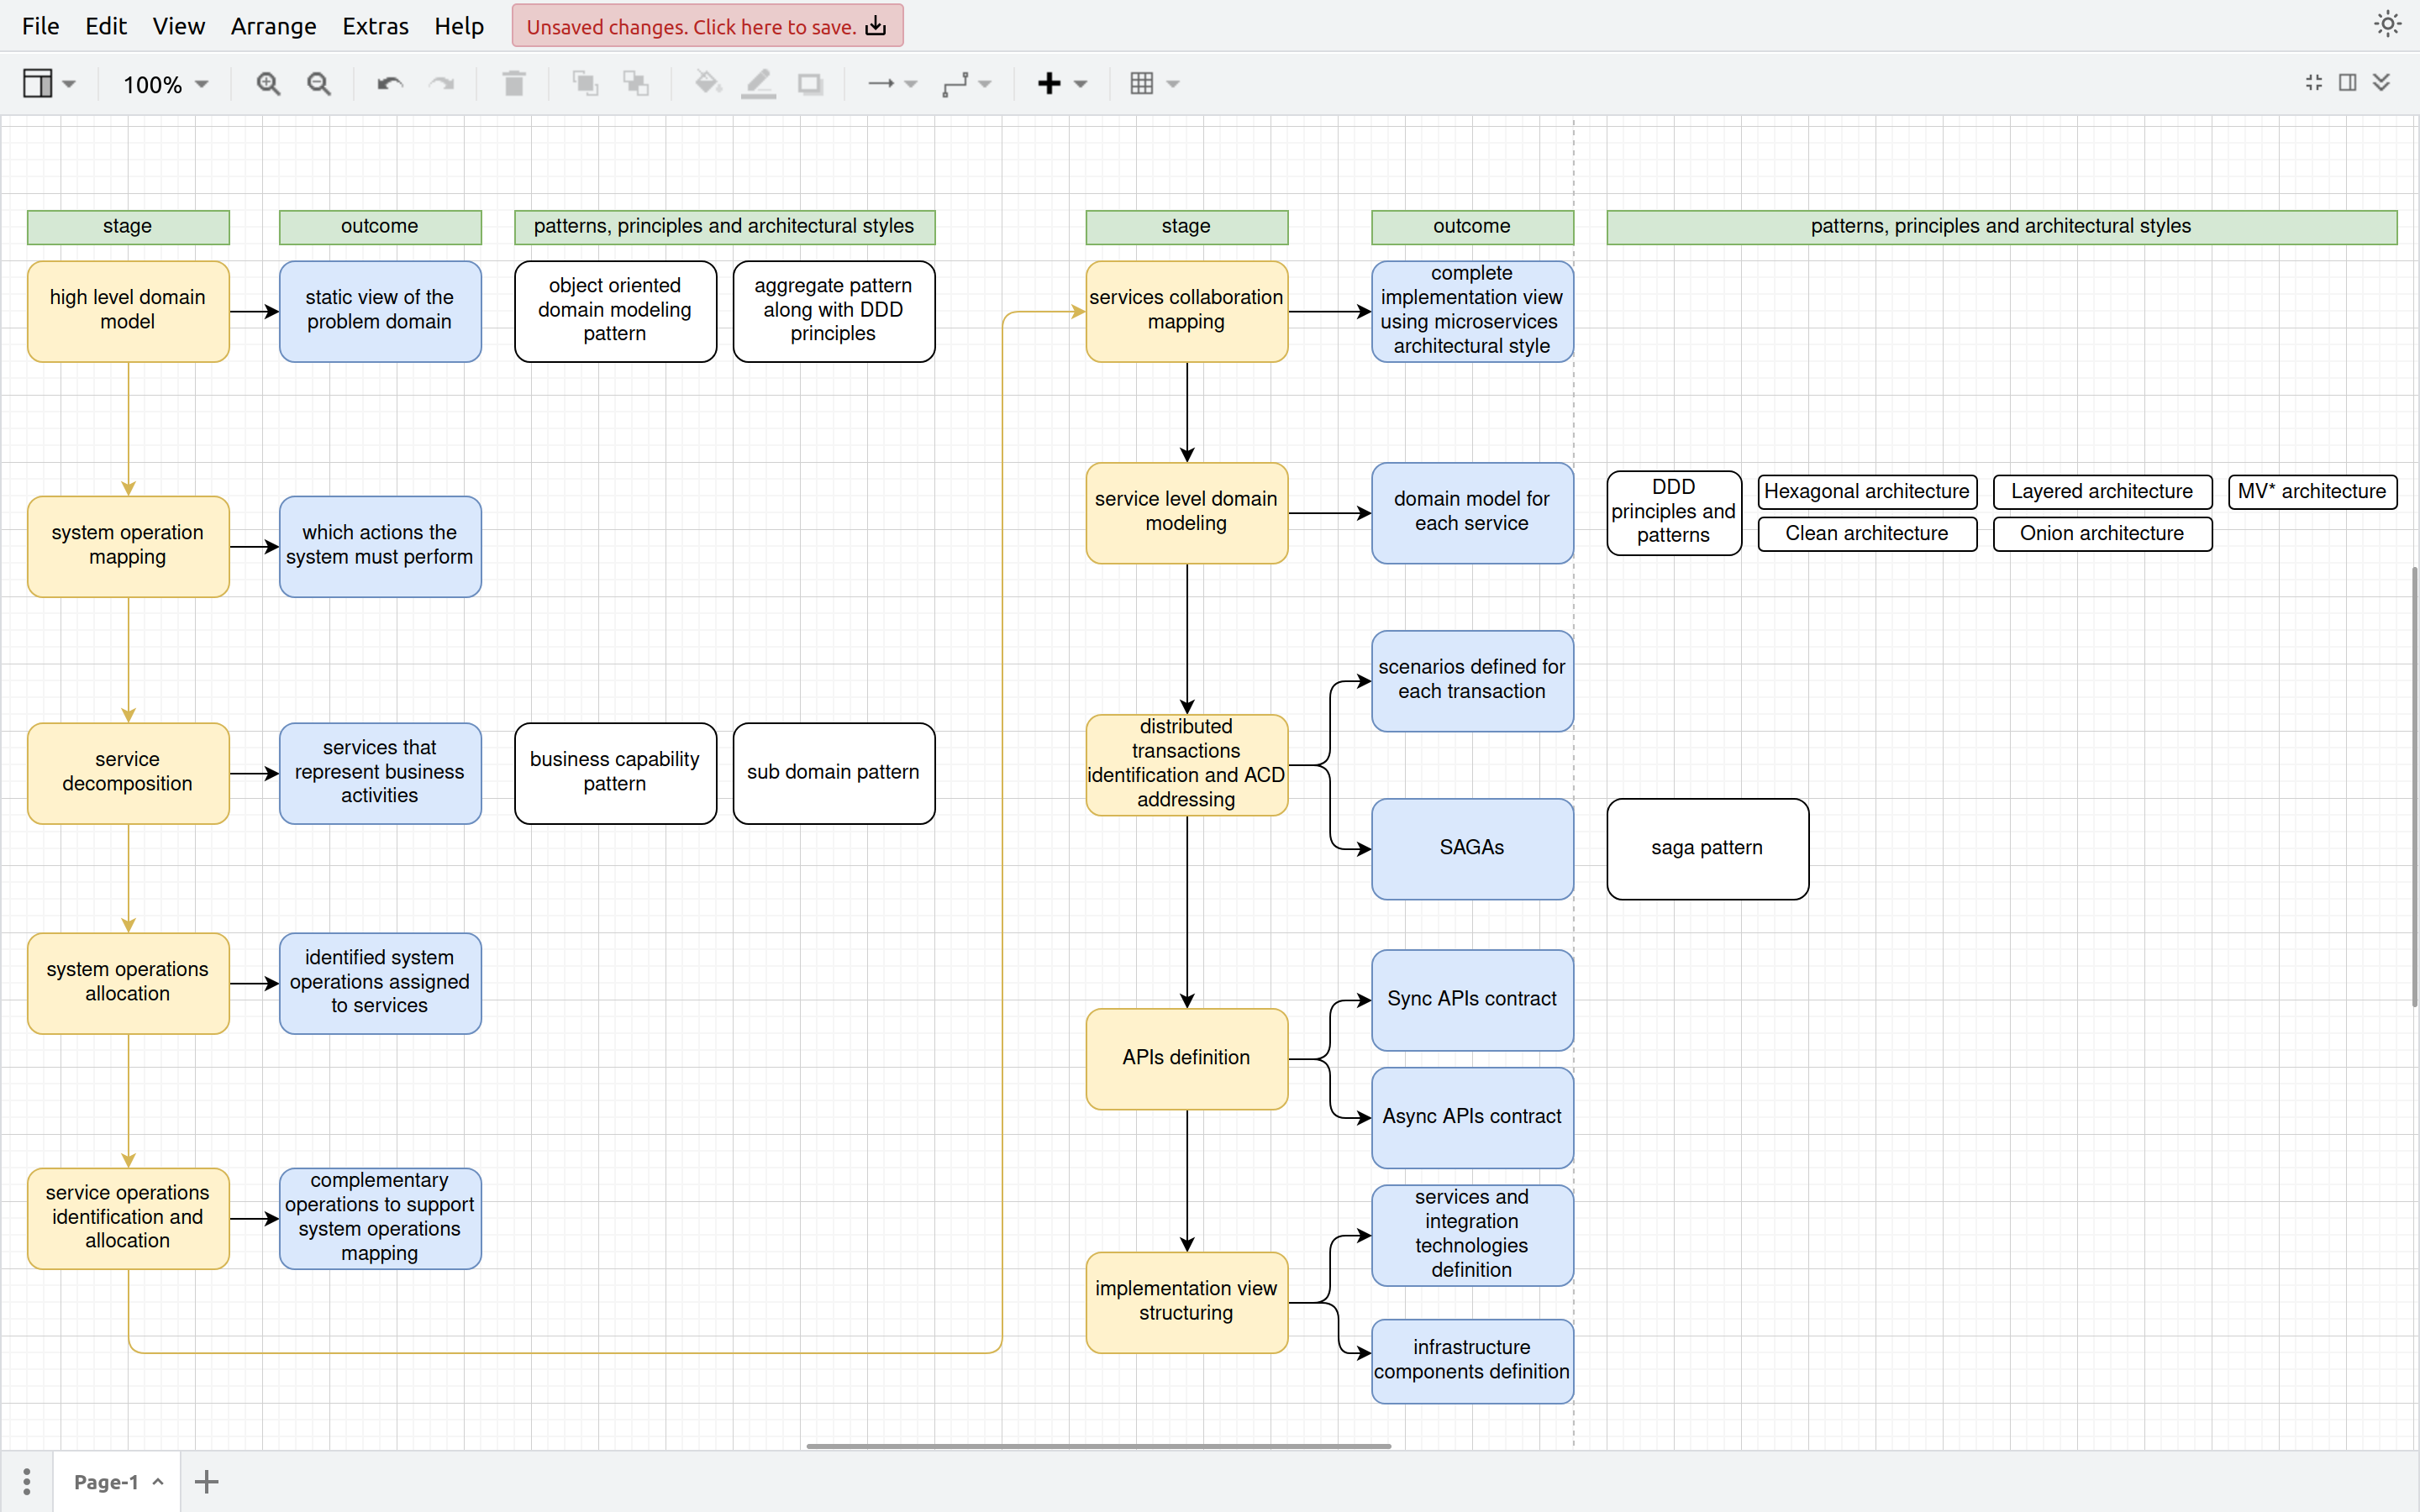 File Edit View Arrange Extras Help Unsaved changes. Click here to save.
100%
stage
outcome
patterns, principles and architectural styles
high level domain
model
static view of the
problem domain
object oriented
domain modeling
pattern
aggregate pattern
along with DDD
principles
system operation
mapping
which actions the
system must perform
service
decomposition
services that
represent business
activities
business capability
pattern
sub domain pattern
system operations
allocation
identified system
operations assigned
to services
service operations
identification and
allocation
complementary
operations to support
system operations
mapping
stage
outcome
patterns, principles and architectural styles
services collaboration
mapping
complete
implementation view
using microservices
architectural style
service level domain
modeling
domain model for
each service
DDD
principles and
patterns
Hexagonal architecture
Layered architecture
MV* architecture
Clean architecture
Onion architecture
distributed
transactions
identification and ACD
addressing
scenarios defined for
each transaction
SAGAs
saga pattern
APIs definition
Sync APIs contract
Async APIs contract
implementation view
structuring
services and
integration
technologies
definition
infrastructure
components definition
Page-1